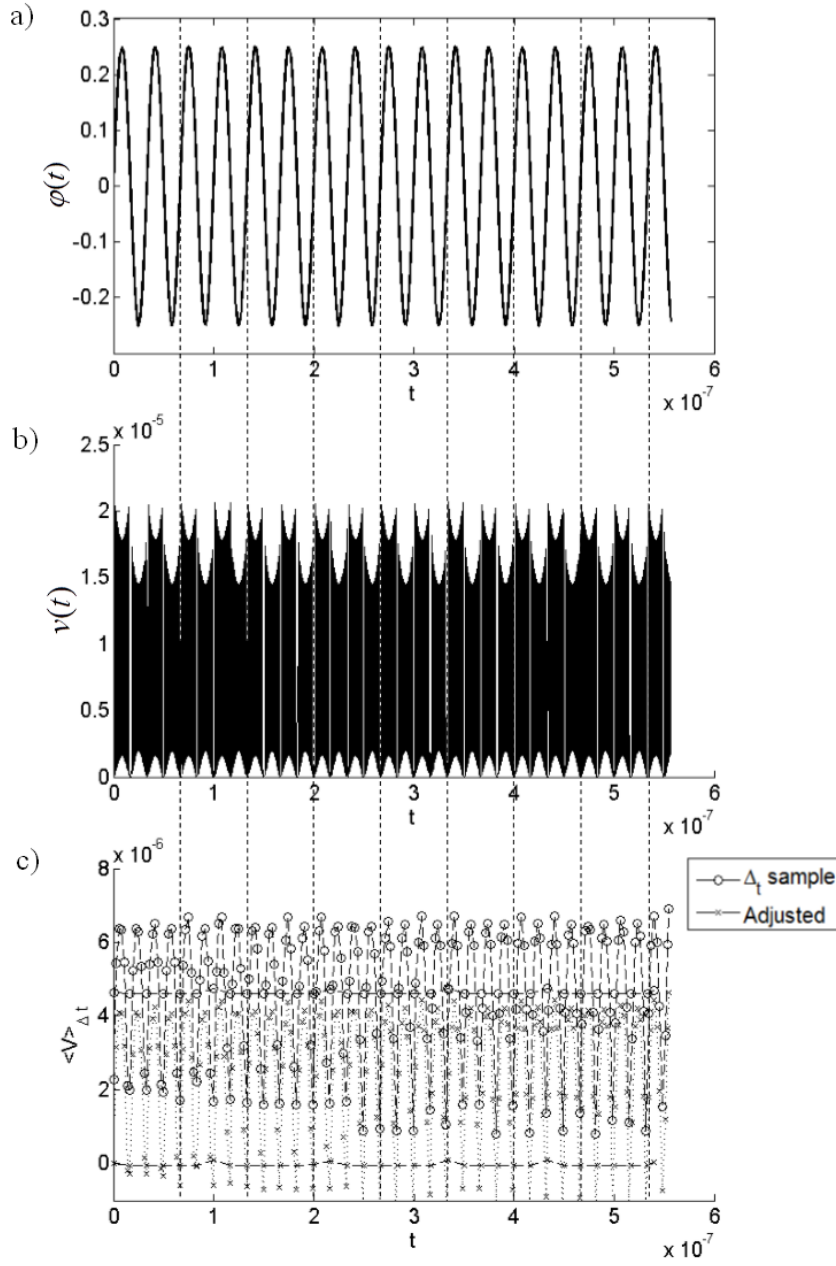 a)
0.3
0.2
0.1
0
-0.1
-0.2
φ(t)
0 1 2 3 4 5 6
t
x 10⁻⁷
b)
x 10⁻⁵
2.5
2
1.5
1
0.5
0
v(t)
0 1 2 3 4 5 6
t
x 10⁻⁷
c)
x 10⁻⁶
8
6
4
2
0
<V>Δt
Δt sample
Adjusted
0 1 2 3 4 5 6
t
x 10⁻⁷